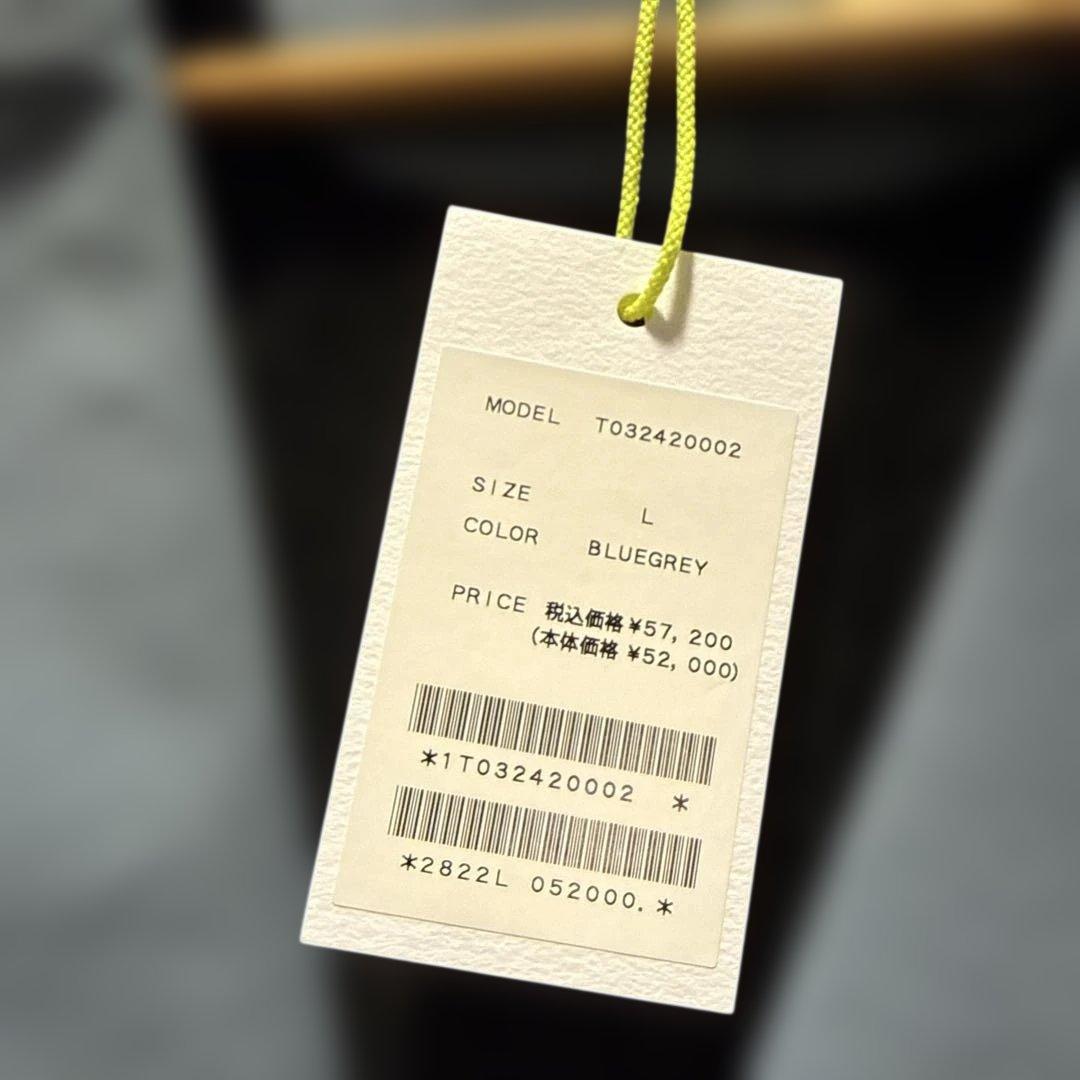 MODEL T032420002
SIZE L
COLOR BLUEGREY
PRICE 税込価格 ¥57,200
(本体価格 ¥52,000)
*1T032420002 *
*2822L 052000.*